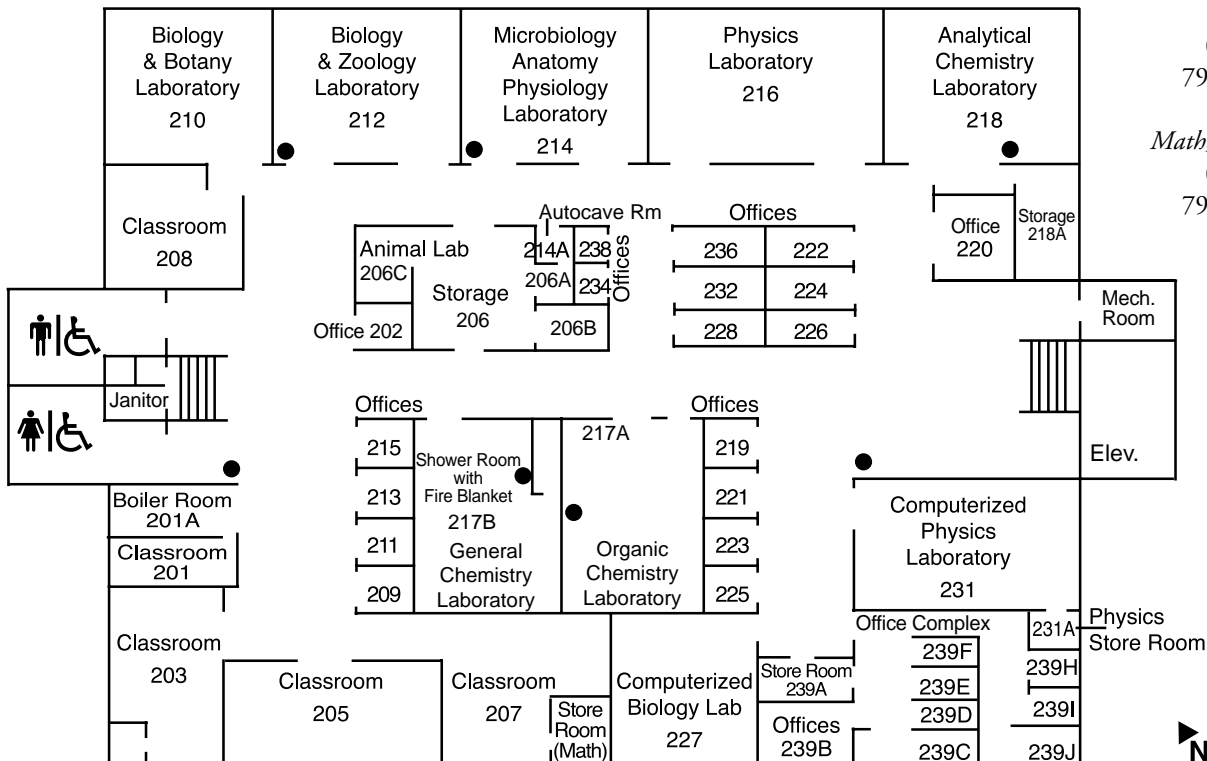 Biology
& Botany
Laboratory
210
Biology
& Zoology
Laboratory
212
Microbiology
Anatomy
Physiology
Laboratory
214
Physics
Laboratory
216
Analytical
Chemistry
Laboratory
218
(
79
Math,
(
79
Classroom
208
Animal Lab
206C
Storage
206
Office 202
Autocave Rm
214A
206A
206B
238
234
Offices
Offices
236
222
232
224
228
226
Office
220
Storage
218A
Mech.
Room
Janitor
Elev.
Offices
215
213
211
209
Shower Room
with
Fire Blanket
217B
General
Chemistry
Laboratory
217A
Organic
Chemistry
Laboratory
Offices
219
221
223
225
Boiler Room
201A
Classroom
201
Classroom
203
Classroom
205
Classroom
207
Store
Room
(Math)
Computerized
Biology Lab
227
Store Room
239A
Offices
239B
Computerized
Physics
Laboratory
231
Office Complex
239F
239E
239D
239C
231A
239H
239I
239J
Physics
Store Room
N